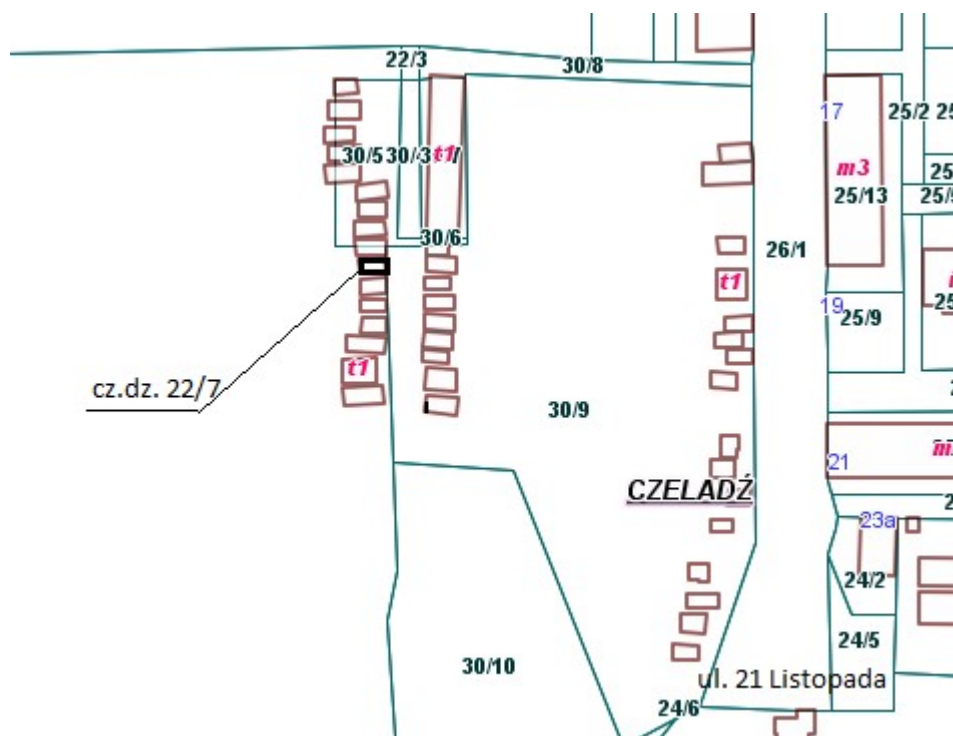 22/3
30/8
17
25/2
30/5
30/6
t1
m3
25/13
26/1
t1
19
25/9
t1
cz.dz. 22/7
30/9
21
CZELADŹ
23a
24/2
24/5
30/10
ul. 21 Listopada
24/6